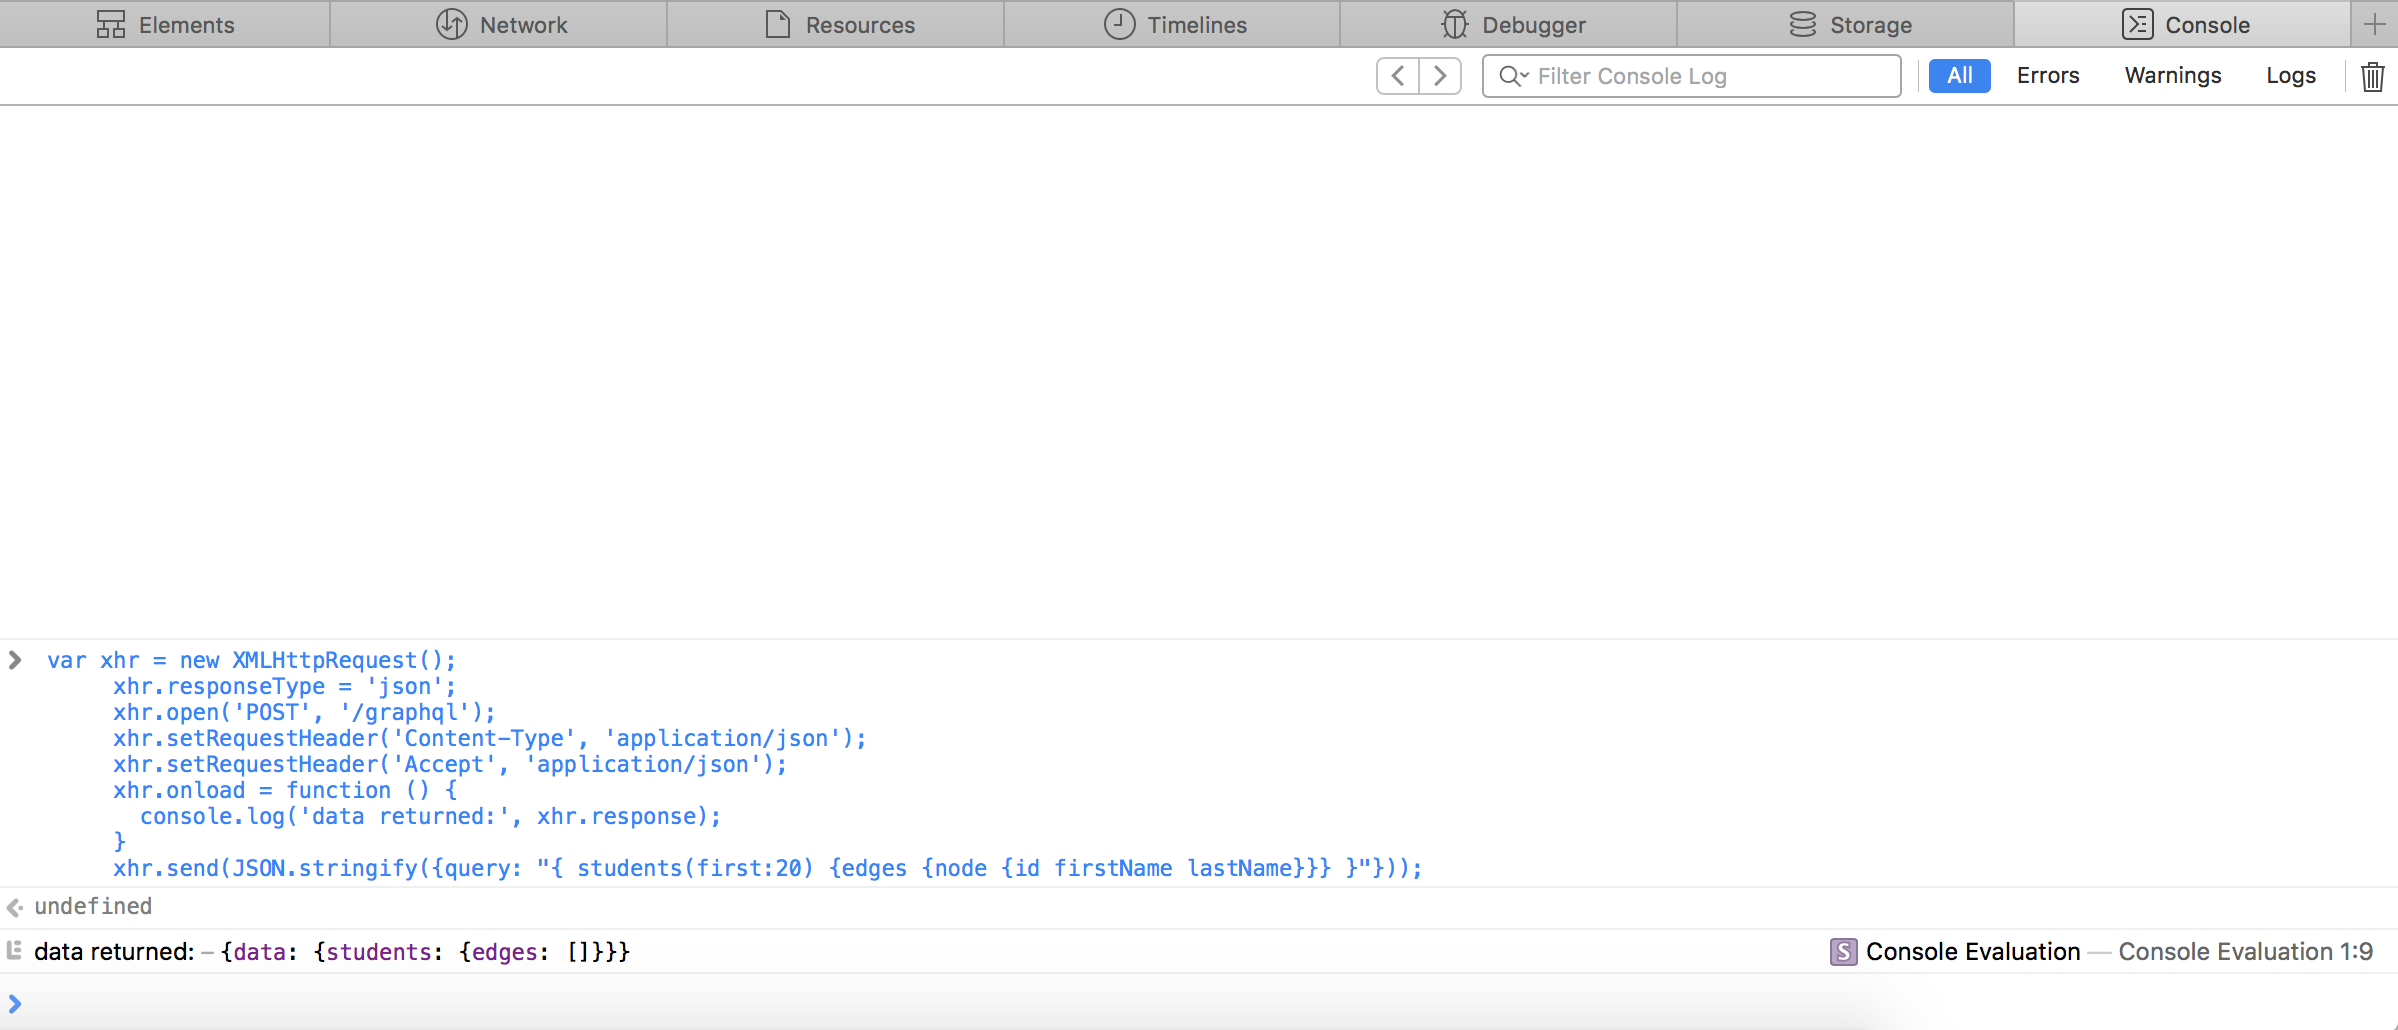 Elements Network Resources Timelines Debugger Storage Console
Filter Console Log All Errors Warnings Logs
var xhr = new XMLHttpRequest();
xhr.responseType = 'json';
xhr.open('POST', '/graphql');
xhr.setRequestHeader('Content-Type', 'application/json');
xhr.setRequestHeader('Accept', 'application/json');
xhr.onload = function () {
console.log('data returned:', xhr.response);
}
xhr.send(JSON.stringify({query: "{ students(first:20) {edges {node {id firstName lastName}}} }"}));
undefined
data returned: – {data: {students: {edges: []}}} S Console Evaluation — Console Evaluation 1:9